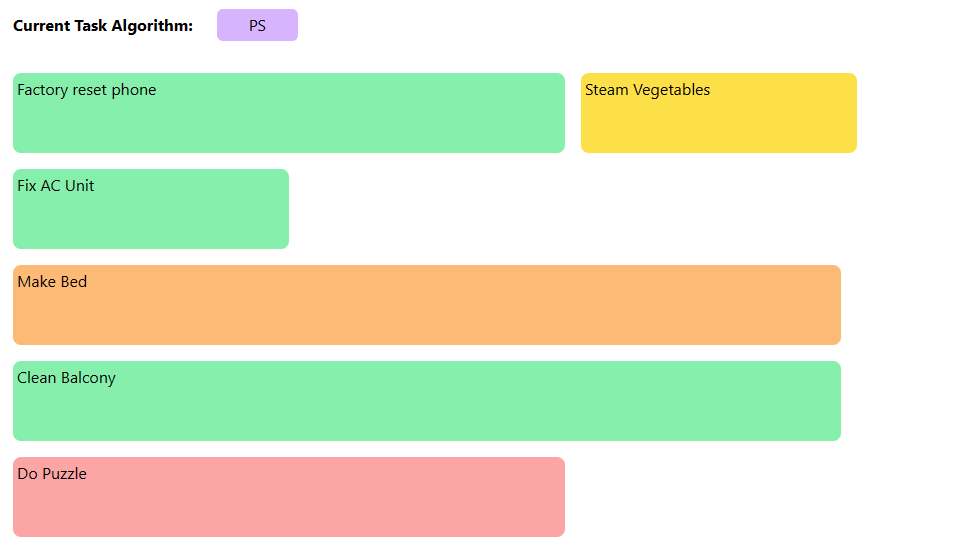 Current Task Algorithm: PS
Factory reset phone
Steam Vegetables
Fix AC Unit
Make Bed
Clean Balcony
Do Puzzle